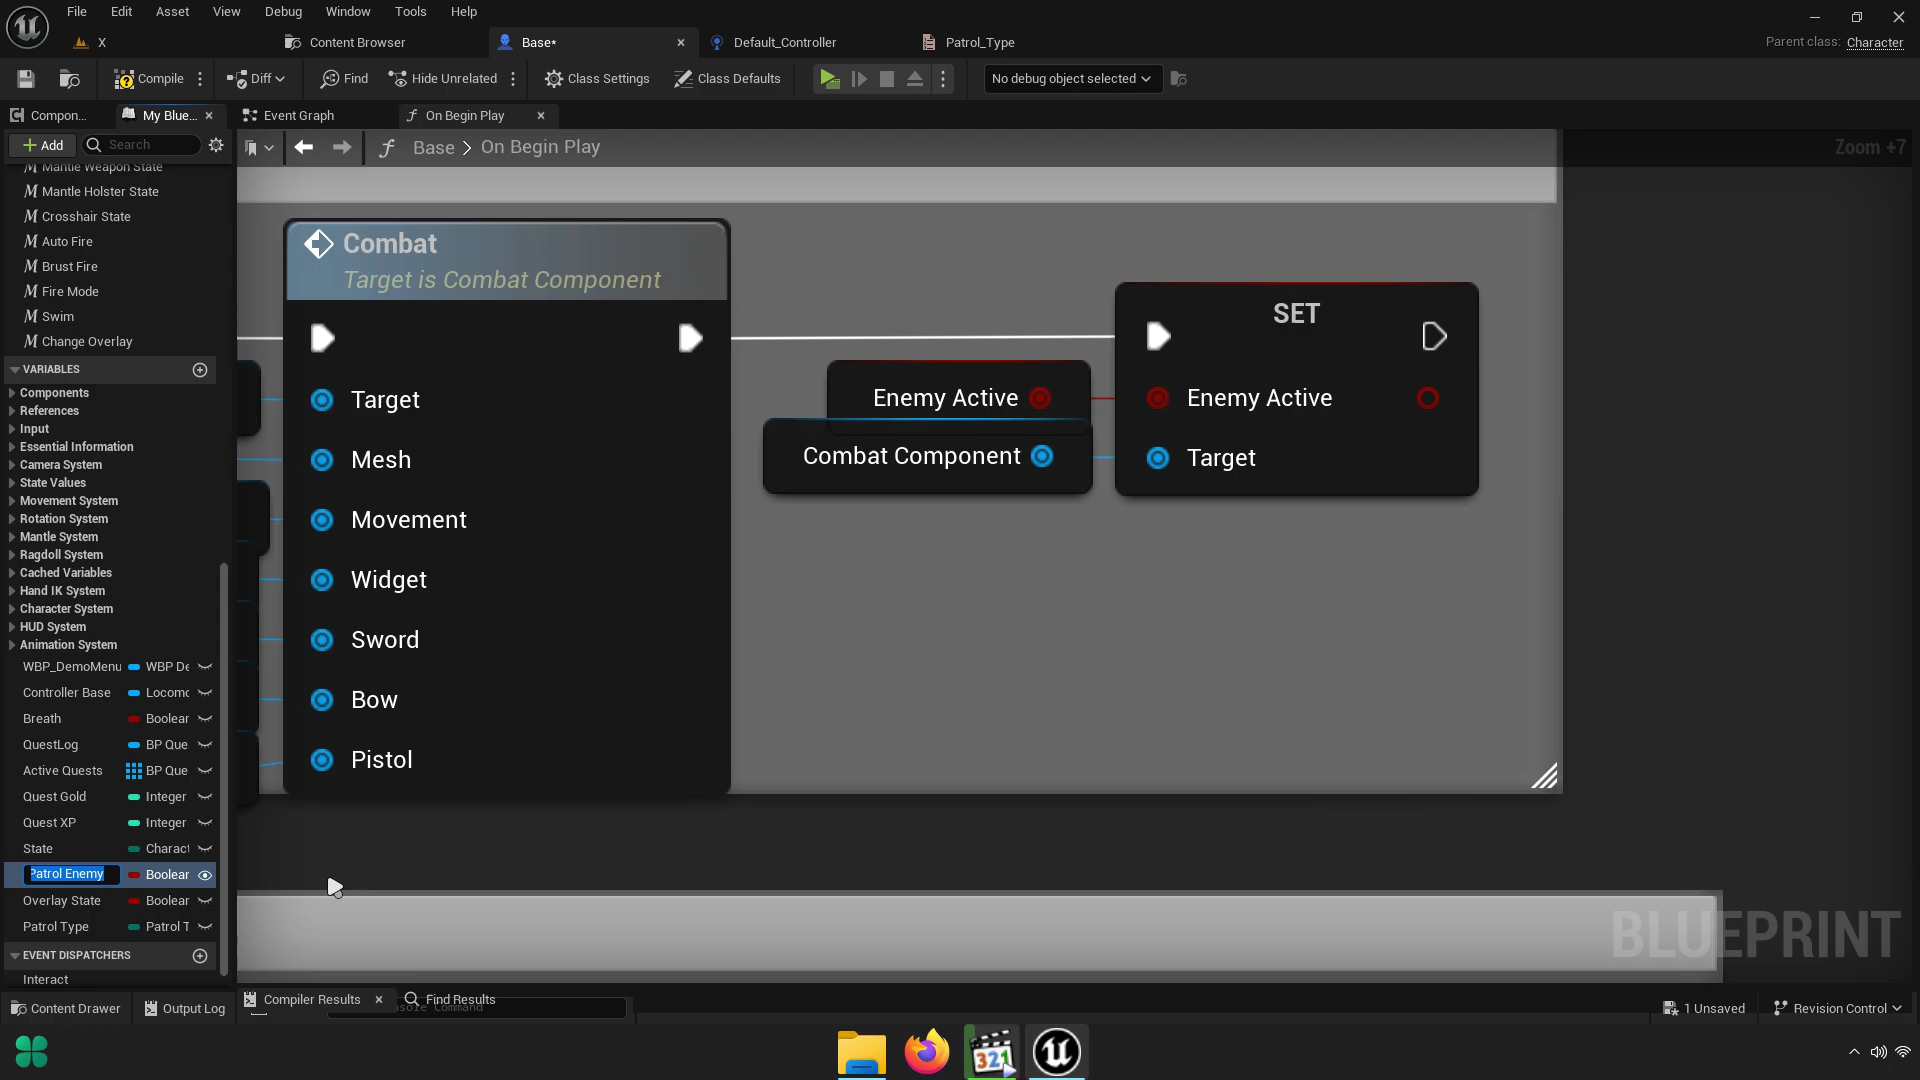 File Edit Asset View Debug Window Tools Help
X Content Browser Base* Default_Controller Patrol_Type
Parent class: Character
Compile Diff Find Hide Unrelated Class Settings Class Defaults No debug object selected
Compon... My Blue... Event Graph On Begin Play
Add Search Base > On Begin Play Zoom +7
Mantle Weapon State
Mantle Holster State
Crosshair State
Auto Fire
Brust Fire
Fire Mode
Swim
Change Overlay
VARIABLES
Components
References
Input
Essential Information
Camera System
State Values
Movement System
Rotation System
Mantle System
Ragdoll System
Cached Variables
Hand IK System
Character System
HUD System
Animation System
WBP_DemoMenu WBP De
Controller Base Locomo
Breath Boolear
QuestLog BP Que
Active Quests BP Que
Quest Gold Integer
Quest XP Integer
State Charact
Patrol Enemy Boolear
Overlay State Boolear
Patrol Type Patrol T
EVENT DISPATCHERS
Interact
Combat
Target is Combat Component
Target
Mesh
Movement
Widget
Sword
Bow
Pistol
Enemy Active
Combat Component
SET
Enemy Active
Target
BLUEPRINT
Compiler Results Find Results
Content Drawer Output Log Console Command 1 Unsaved Revision Control
321